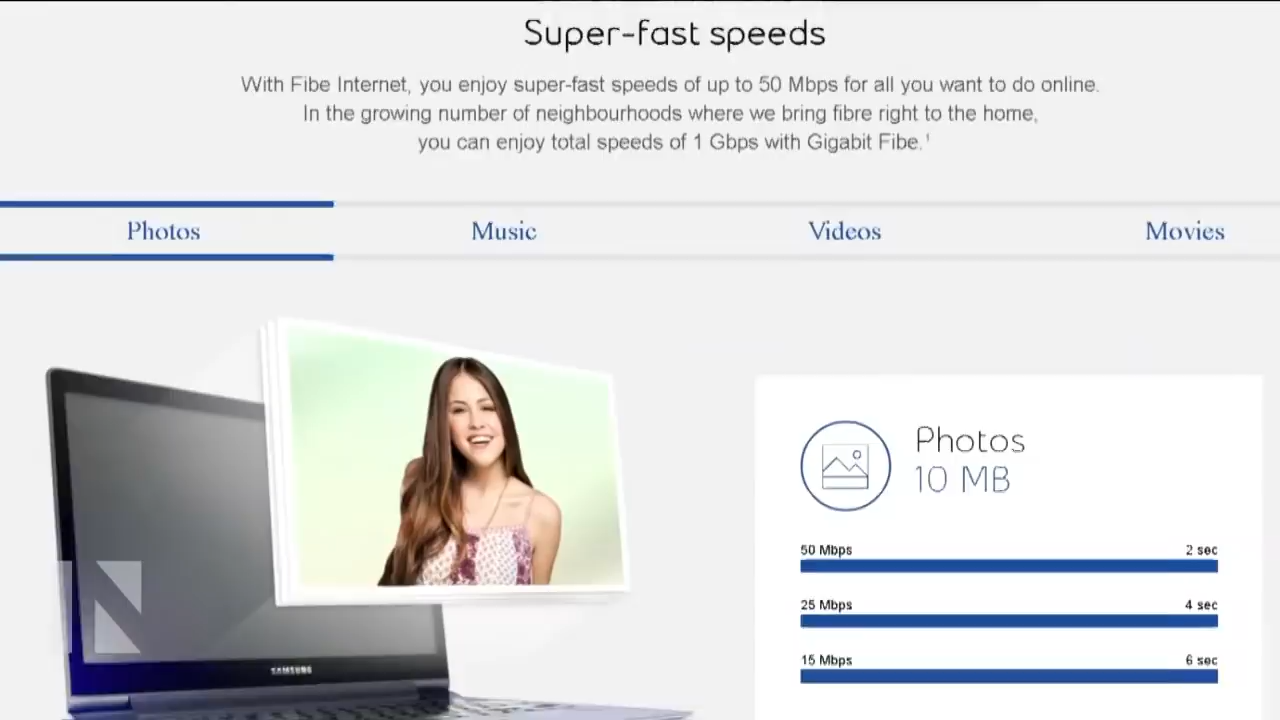 Super-fast speeds
With Fibe Internet, you enjoy super-fast speeds of up to 50 Mbps for all you want to do online.
In the growing number of neighbourhoods where we bring fibre right to the home,
you can enjoy total speeds of 1 Gbps with Gigabit Fibe.¹
Photos Music Videos Movies
Photos
10 MB
50 Mbps 2 sec
25 Mbps 4 sec
15 Mbps 6 sec
SAMSUNG
N